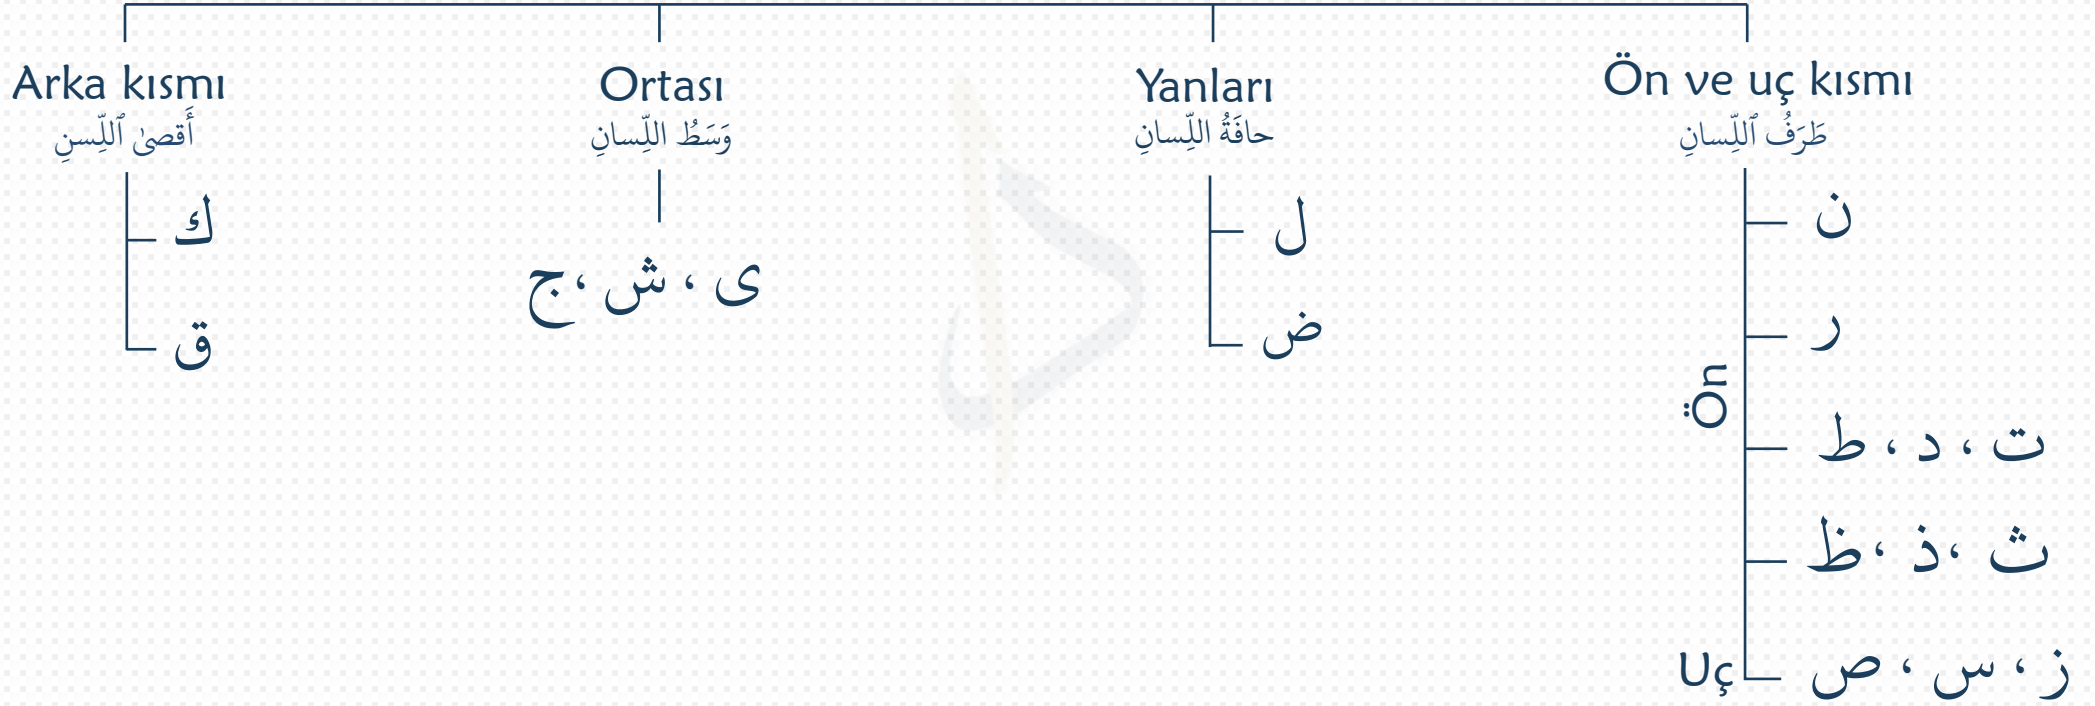 Arka kısmı
أَقصىٰ ٱللِّسنِ
ك
ق
Ortası
وَسَطُ اللِّسانِ
ى ، ش ، ج
Yanları
حافَةُ اللِّسانِ
ل
ض
Ön ve uç kısmı
طَرَفُ ٱللِّسانِ
Ön
ن
ر
ت ، د ، ط
ث ، ذ ، ظ
Uç
ز ، س ، ص